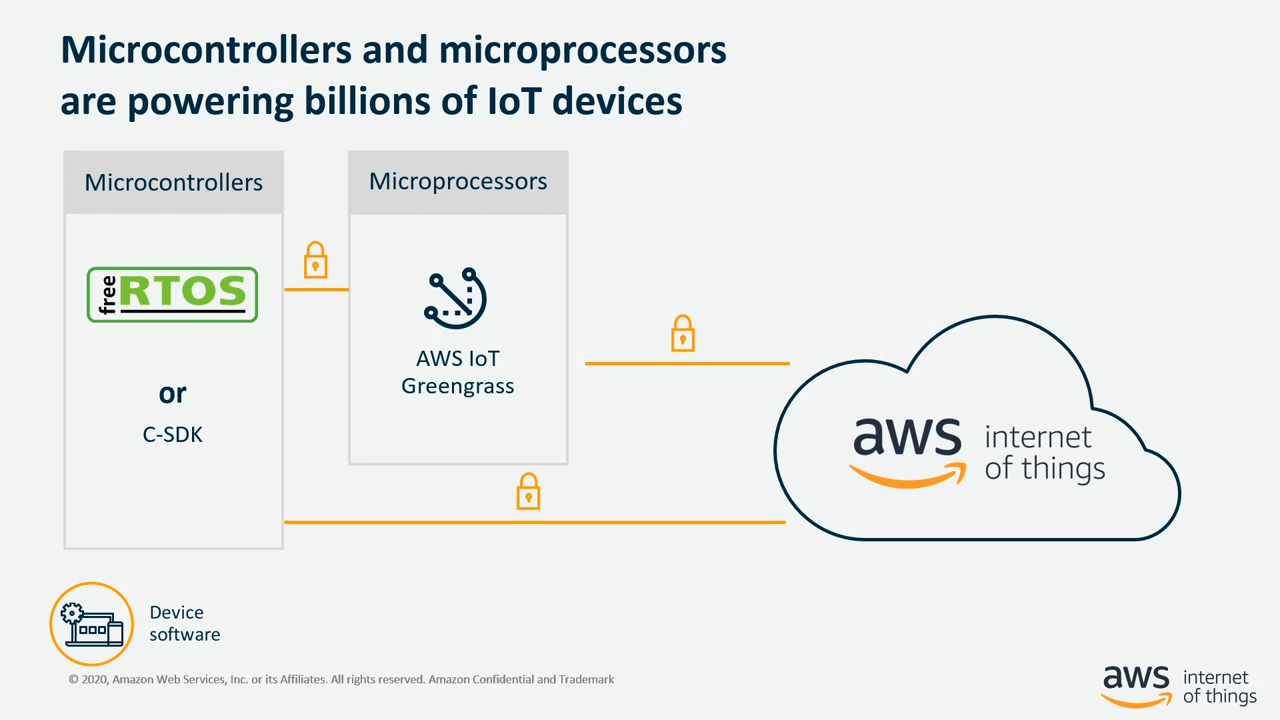 Microcontrollers and microprocessors
are powering billions of IoT devices
Microcontrollers
free RTOS
or
C-SDK
Microprocessors
AWS IoT
Greengrass
aws internet
of things
Device
software
© 2020, Amazon Web Services, Inc. or its Affiliates. All rights reserved. Amazon Confidential and Trademark
aws internet
of things